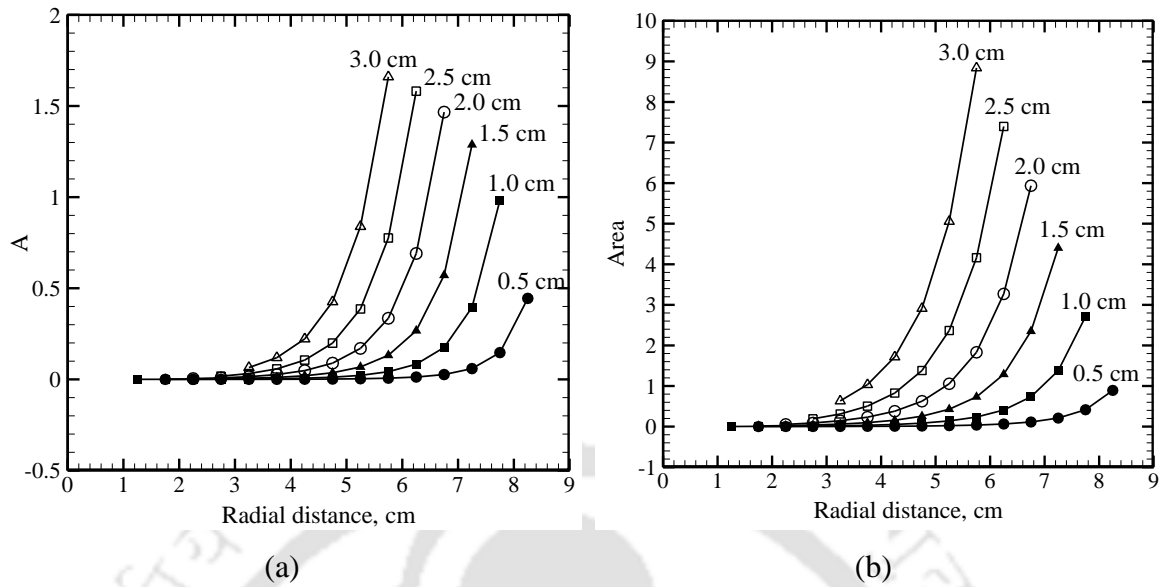 2
1.5
1
0.5
0
-0.5
A
3.0 cm
2.5 cm
2.0 cm
1.5 cm
1.0 cm
0.5 cm
0 1 2 3 4 5 6 7 8 9
Radial distance, cm
(a)
10
9
8
7
6
5
4
3
2
1
0
-1
Area
3.0 cm
2.5 cm
2.0 cm
1.5 cm
1.0 cm
0.5 cm
0 1 2 3 4 5 6 7 8 9
Radial distance, cm
(b)